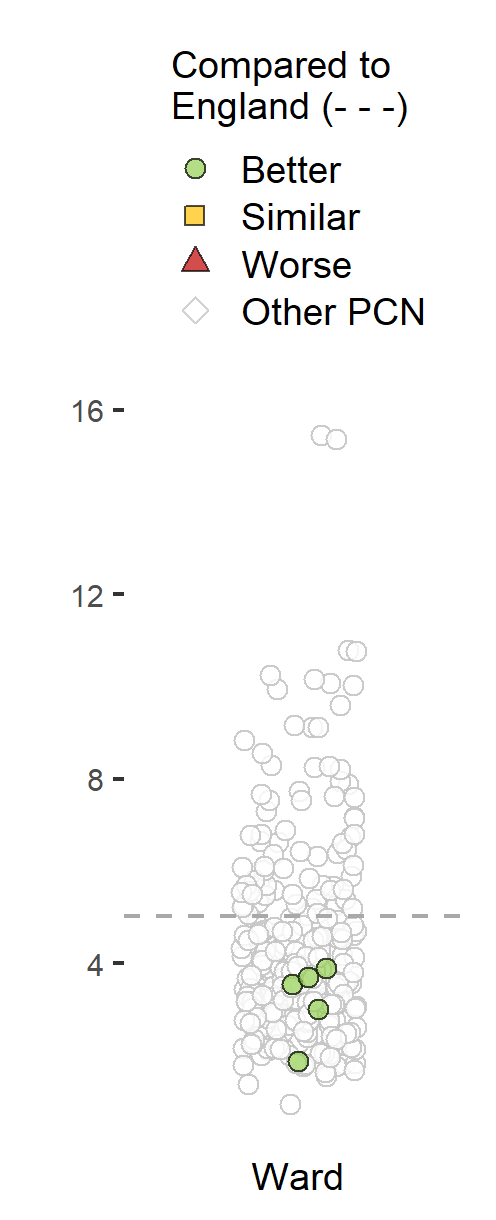 Compared to
England (- - -)
Better
Similar
Worse
Other PCN
16
12
8
4
Ward